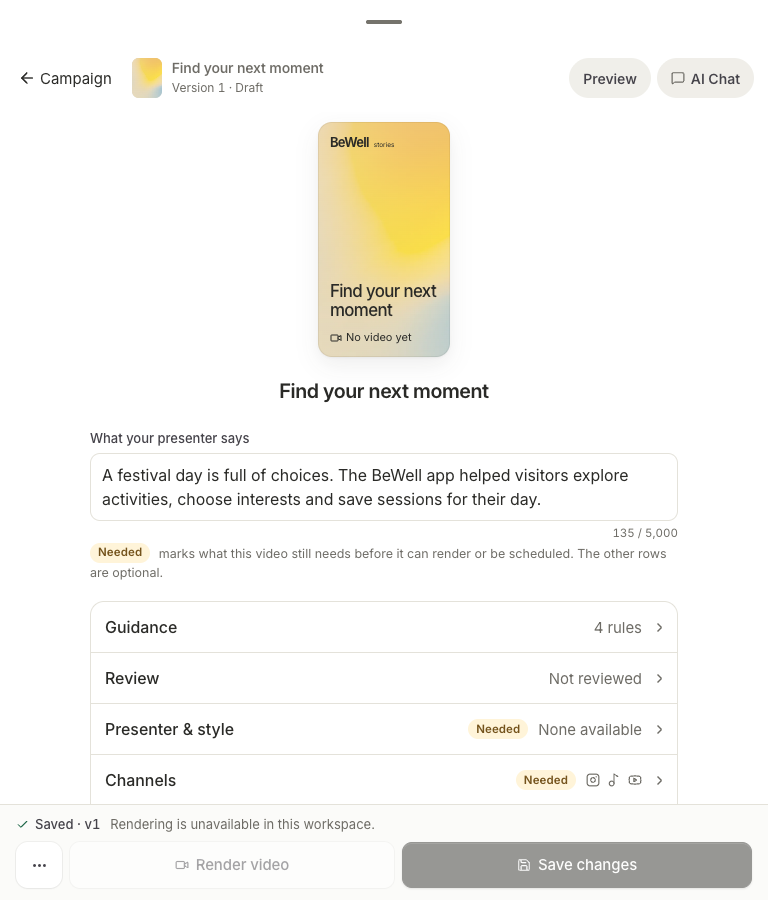 Campaign
Find your next moment
Version 1 · Draft
Preview
AI Chat
BeWell stories
Find your next
moment
No video yet
Find your next moment
What your presenter says
A festival day is full of choices. The BeWell app helped visitors explore
activities, choose interests and save sessions for their day.
135 / 5,000
Needed marks what this video still needs before it can render or be scheduled. The other rows
are optional.
Guidance 4 rules
Review Not reviewed
Presenter & style Needed None available
Channels Needed
Saved · v1 Rendering is unavailable in this workspace.
Render video
Save changes